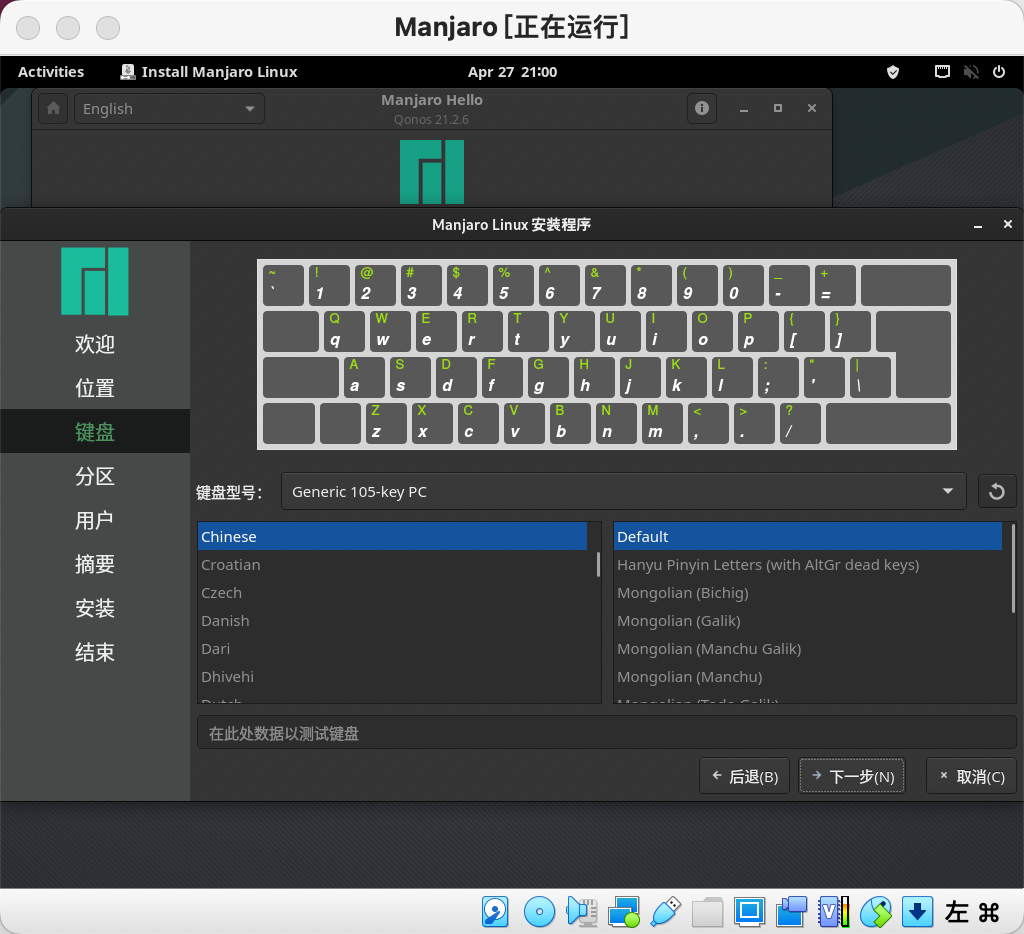 Manjaro [正在运行]
Activities Install Manjaro Linux Apr 27 21:00
English Manjaro Hello
Qonos 21.2.6
Manjaro Linux 安装程序
欢迎
位置
键盘
分区
用户
摘要
安装
结束
~ ! @ # $ % ^ & * ( ) _ +
` 1 2 3 4 5 6 7 8 9 0 - =
Q W E R T Y U I O P { }
q w e r t y u i o p [ ]
A S D F G H J K L : " |
a s d f g h j k l ; ' \
Z X C V B N M < > ?
z x c v b n m , . /
键盘型号： Generic 105-key PC
Chinese
Croatian
Czech
Danish
Dari
Dhivehi
Dutch
Default
Hanyu Pinyin Letters (with AltGr dead keys)
Mongolian (Bichig)
Mongolian (Galik)
Mongolian (Manchu Galik)
Mongolian (Manchu)
Mongolian (Todo Galik)
在此处数据以测试键盘
后退(B) 下一步(N) 取消(C)
左 ⌘